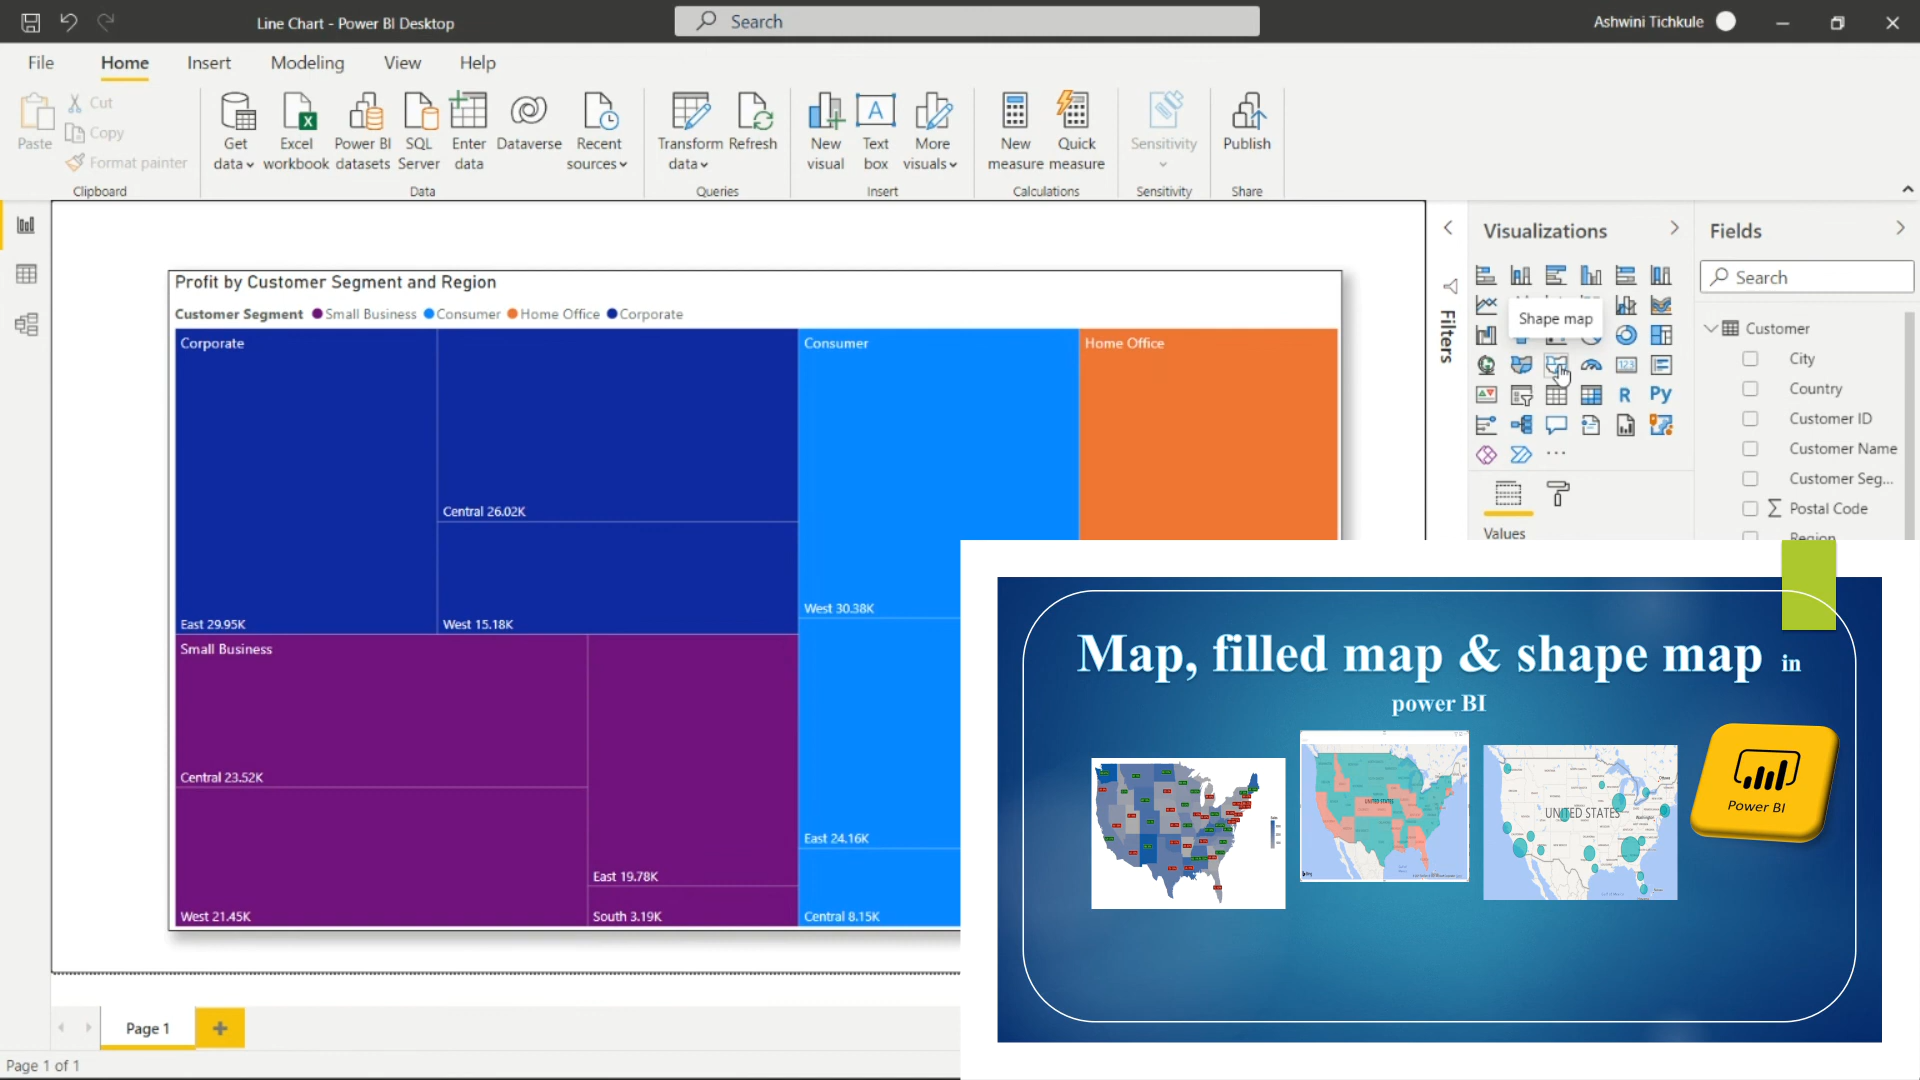 Line Chart - Power BI Desktop
Search
Ashwini Tichkule
File Home Insert Modeling View Help
Paste
Cut
Copy
Format painter
Clipboard
Get data
Excel workbook
Power BI datasets
SQL Server
Enter data
Dataverse
Recent sources
Data
Transform data
Refresh
Queries
New visual
Text box
More visuals
Insert
New measure
Quick measure
Calculations
Sensitivity
Sensitivity
Publish
Share
Profit by Customer Segment and Region
Customer Segment Small Business Consumer Home Office Corporate
Corporate
Central 26.02K
East 29.95K
West 15.18K
Small Business
Central 23.52K
East 19.78K
West 21.45K
South 3.19K
Consumer
West 30.38K
East 24.16K
Central 8.15K
Home Office
Filters
Visualizations
Shape map
123
R
Py
Values
Fields
Search
Customer
City
Country
Customer ID
Customer Name
Customer Seg...
Postal Code
Region
Map, filled map & shape map in
power BI
UNITED STATES
UNITED STATES
Power BI
Page 1
Page 1 of 1